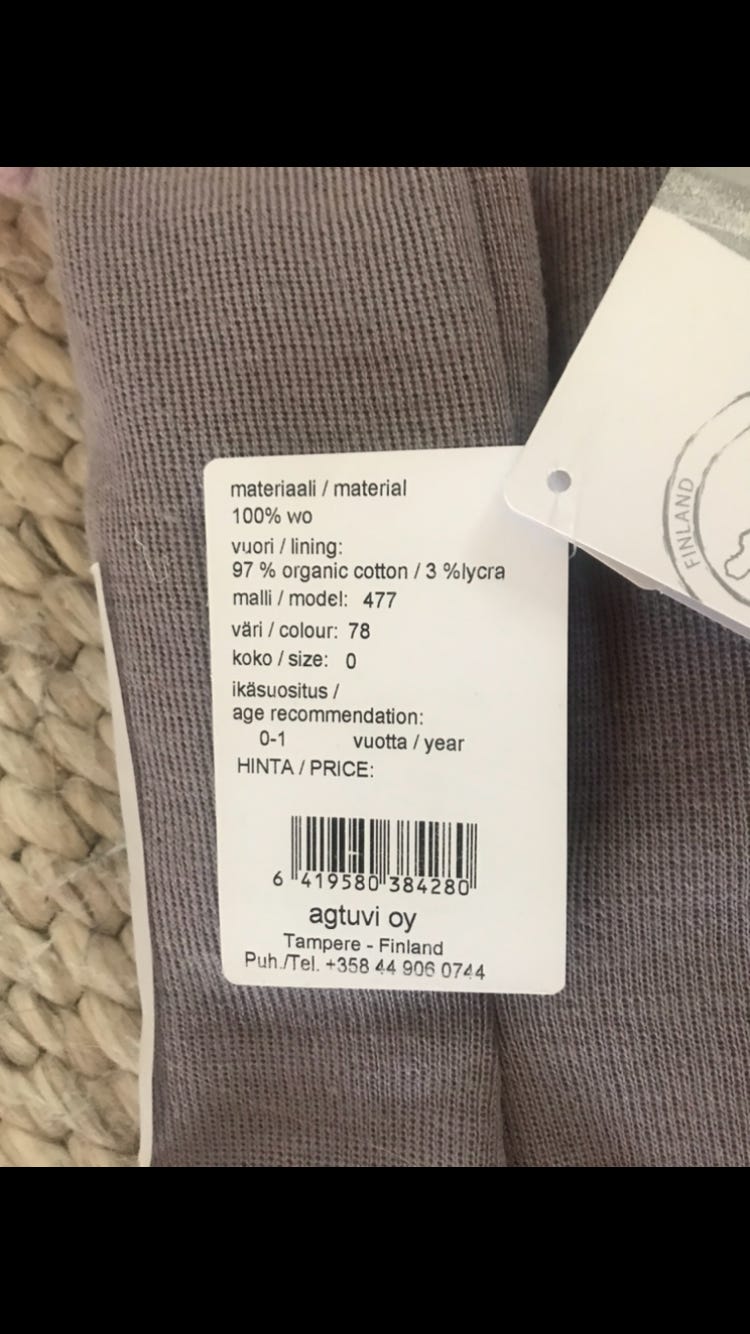 materiaali / material
100% wo
vuori / lining:
97 % organic cotton / 3 %lycra
malli / model: 477
väri / colour: 78
koko / size: 0
ikäsuositus /
age recommendation:
0-1 vuotta / year
HINTA / PRICE:
6 419580 384280
agtuvi oy
Tampere - Finland
Puh./Tel. +358 44 906 0744
FINLAND